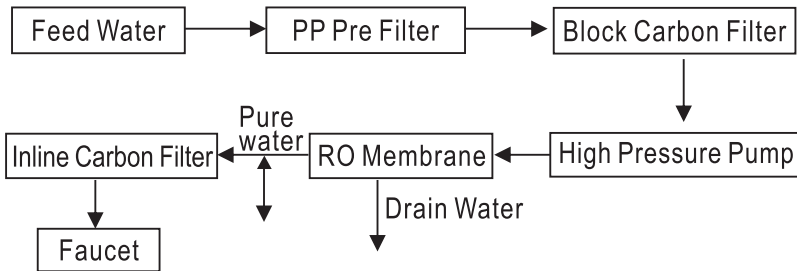 Feed Water
PP Pre Filter
Block Carbon Filter
High Pressure Pump
RO Membrane
Pure
water
Inline Carbon Filter
Drain Water
Faucet